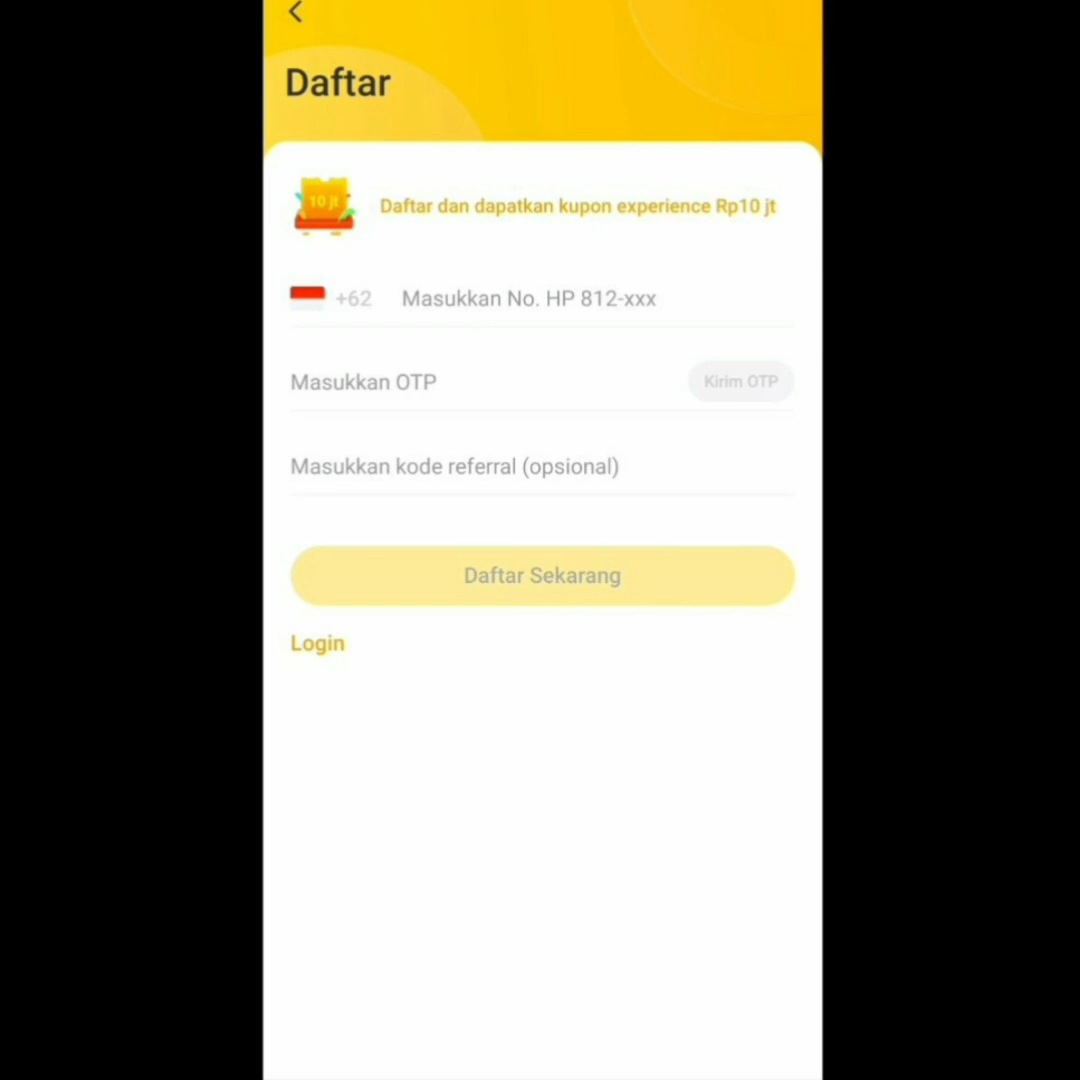 Daftar
10 jt
Daftar dan dapatkan kupon experience Rp10 jt
+62 Masukkan No. HP 812-xxx
Masukkan OTP Kirim OTP
Masukkan kode referral (opsional)
Daftar Sekarang
Login